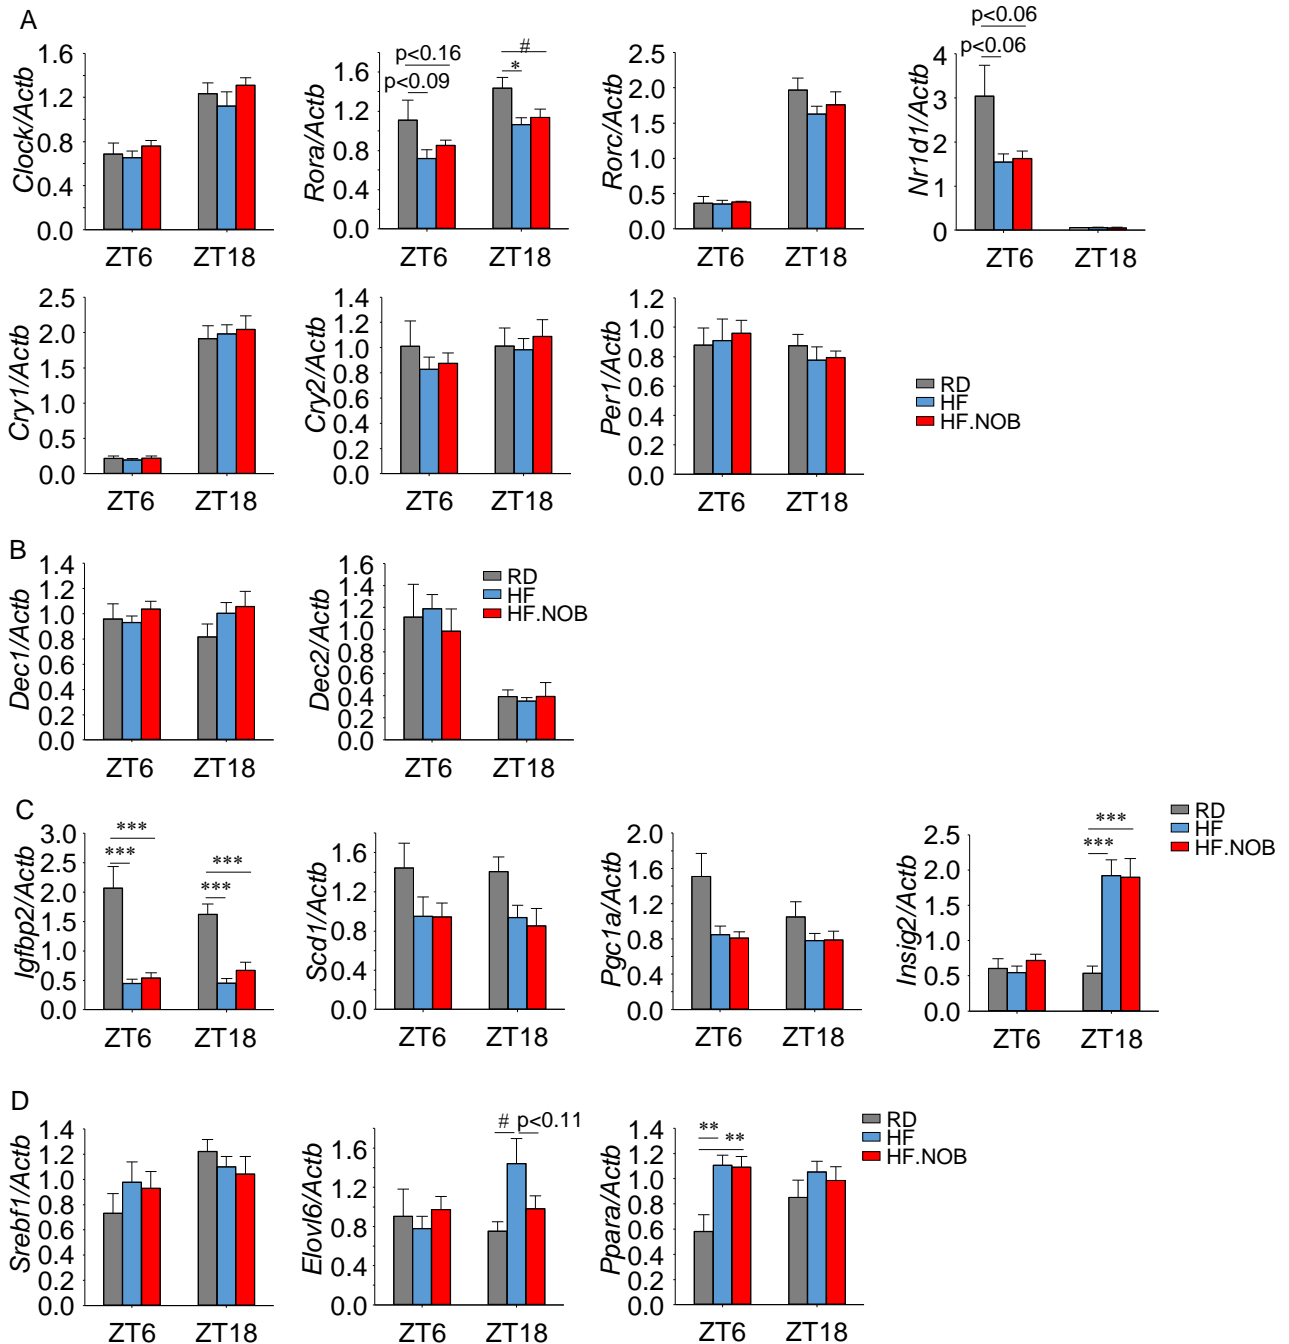 A
Clock/Actb
1.6
1.2
0.8
0.4
0.0
ZT6 ZT18
Rora/Actb
1.6
1.2
0.8
0.4
0.0
p<0.16
p<0.09
#
*
ZT6 ZT18
Rorc/Actb
2.5
2.0
1.5
1.0
0.5
0.0
ZT6 ZT18
Nr1d1/Actb
4
3
2
1
0
p<0.06
p<0.06
ZT6 ZT18
Cry1/Actb
2.5
2.0
1.5
1.0
0.5
0.0
ZT6 ZT18
Cry2/Actb
1.4
1.2
1.0
0.8
0.6
0.4
0.2
0.0
ZT6 ZT18
Per1/Actb
1.2
1.0
0.8
0.6
0.4
0.2
0.0
ZT6 ZT18
RD
HF
HF.NOB
B
Dec1/Actb
1.4
1.2
1.0
0.8
0.6
0.4
0.2
0.0
ZT6 ZT18
Dec2/Actb
1.6
1.4
1.2
1.0
0.8
0.6
0.4
0.2
0.0
ZT6 ZT18
RD
HF
HF.NOB
C
Igfbp2/Actb
3.0
2.5
2.0
1.5
1.0
0.5
0.0
***
***
***
***
ZT6 ZT18
Scd1/Actb
1.6
1.2
0.8
0.4
0.0
ZT6 ZT18
Pgc1a/Actb
2.0
1.6
1.2
0.8
0.4
0.0
ZT6 ZT18
Insig2/Actb
2.5
2.0
1.5
1.0
0.5
0.0
***
***
ZT6 ZT18
RD
HF
HF.NOB
D
Srebf1/Actb
1.4
1.2
1.0
0.8
0.6
0.4
0.2
0.0
ZT6 ZT18
Elovl6/Actb
1.6
1.2
0.8
0.4
0.0
# p<0.11
ZT6 ZT18
Ppara/Actb
1.4
1.2
1.0
0.8
0.6
0.4
0.2
0.0
**
**
ZT6 ZT18
RD
HF
HF.NOB